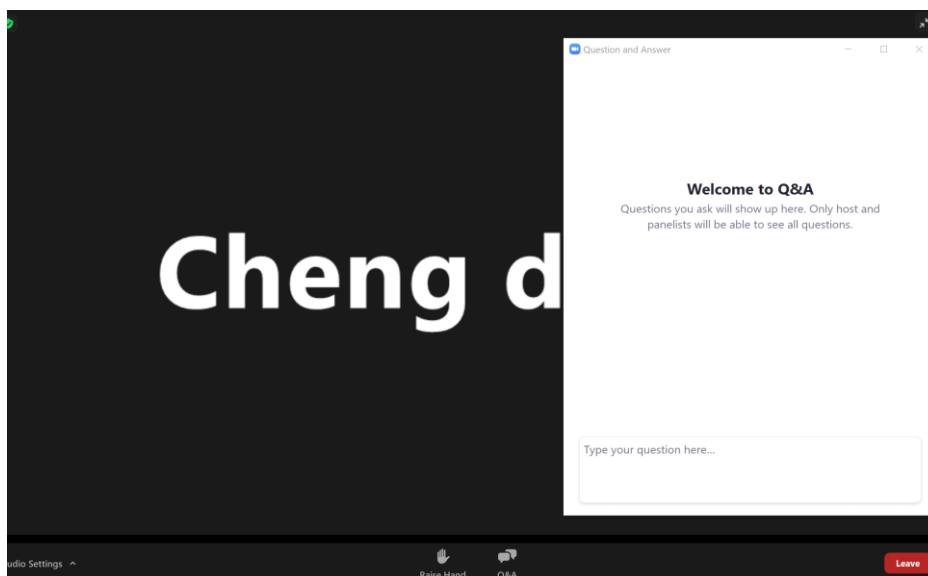 Question and Answer
Welcome to Q&A
Questions you ask will show up here. Only host and
panelists will be able to see all questions.
Cheng d
Type your question here...
udio Settings
Raise Hand
Q&A
Leave